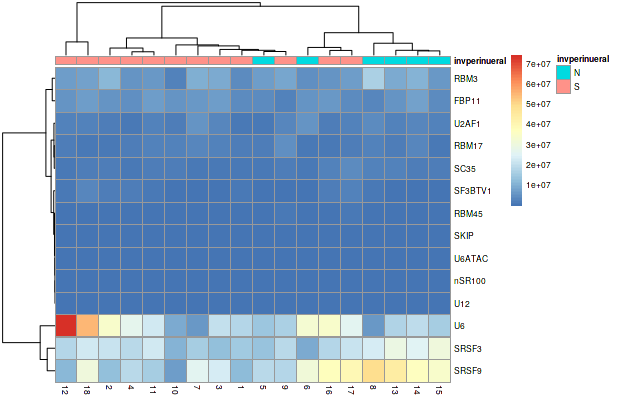 invperinueral
RBM3
FBP11
U2AF1
RBM17
SC35
SF3BTV1
RBM45
SKIP
U6ATAC
nSR100
U12
U6
SRSF3
SRSF9
12 18 2 4 11 10 7 3 1 5 9 6 16 17 8 13 14 15
7e+07
6e+07
5e+07
4e+07
3e+07
2e+07
1e+07
invperinueral
N
S